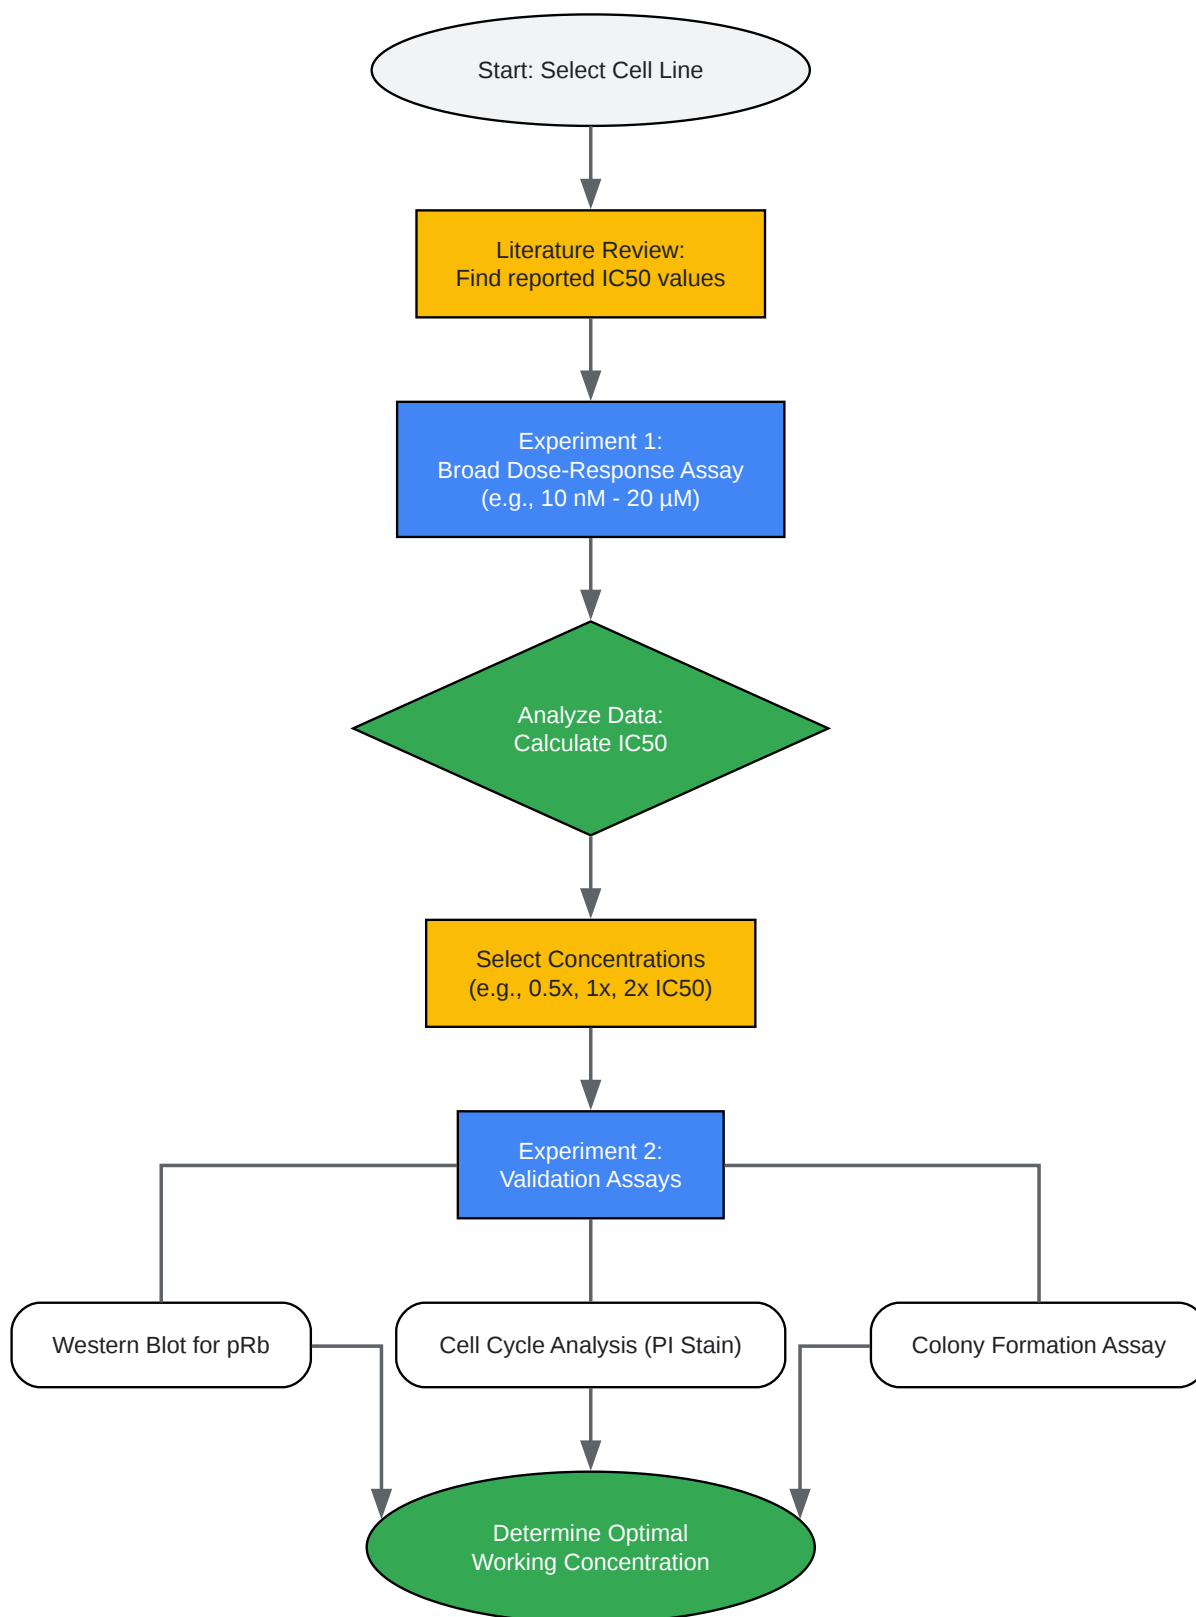 Start: Select Cell Line
Literature Review:
Find reported IC50 values
Experiment 1:
Broad Dose-Response Assay
(e.g., 10 nM - 20 µM)
Analyze Data:
Calculate IC50
Select Concentrations
(e.g., 0.5x, 1x, 2x IC50)
Experiment 2:
Validation Assays
Western Blot for pRb
Cell Cycle Analysis (PI Stain)
Colony Formation Assay
Determine Optimal
Working Concentration